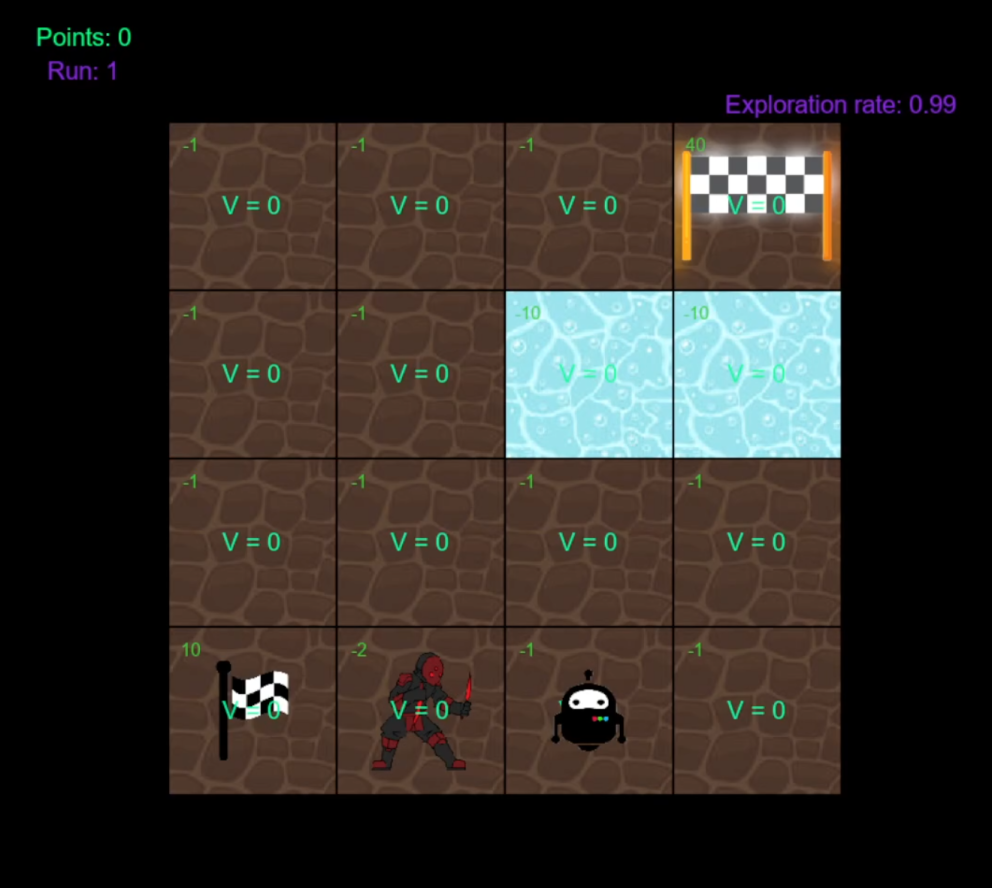 Points: 0
Run: 1
Exploration rate: 0.99
-1 -1 -1 40
V = 0 V = 0 V = 0 V = 0
-1 -1 -10 -10
V = 0 V = 0 V = 0 V = 0
-1 -1 -1 -1
V = 0 V = 0 V = 0 V = 0
10 -2 -1 -1
V = 0 V = 0 V = 0